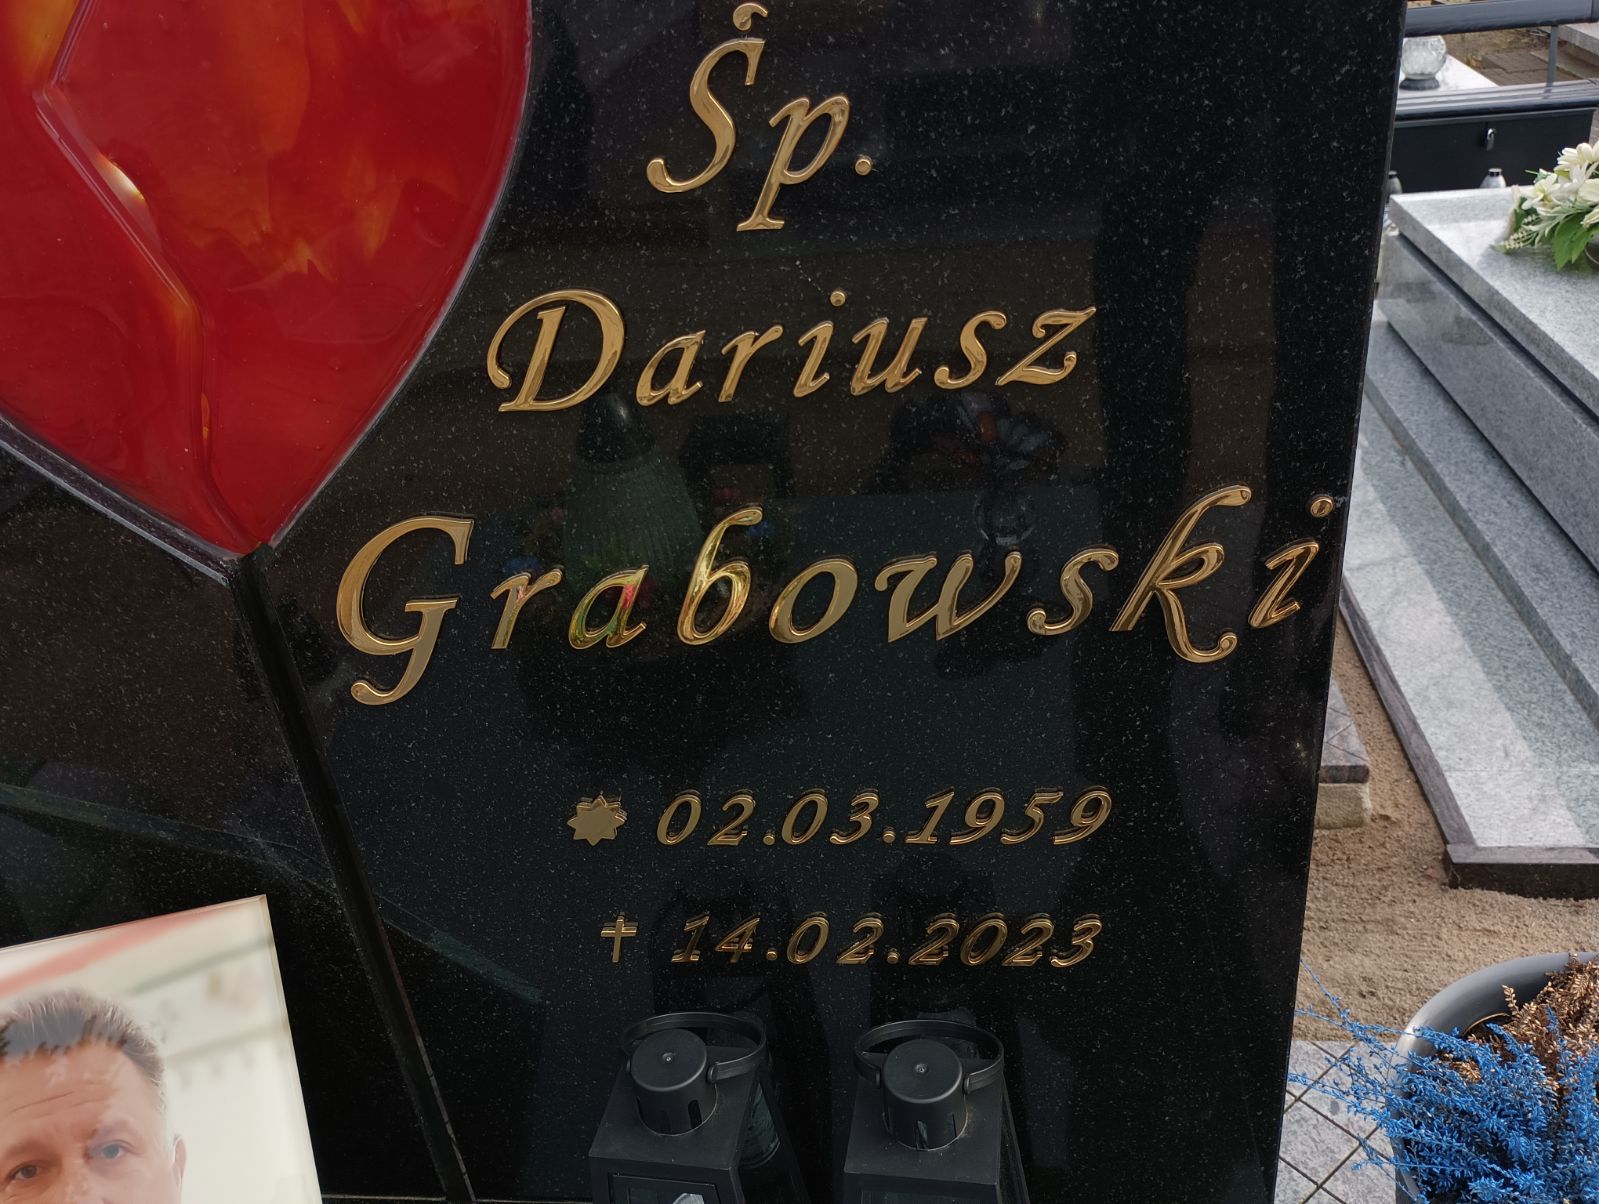 Śp.
Dariusz
Grabowski
02.03.1959
✝ 14.02.2023